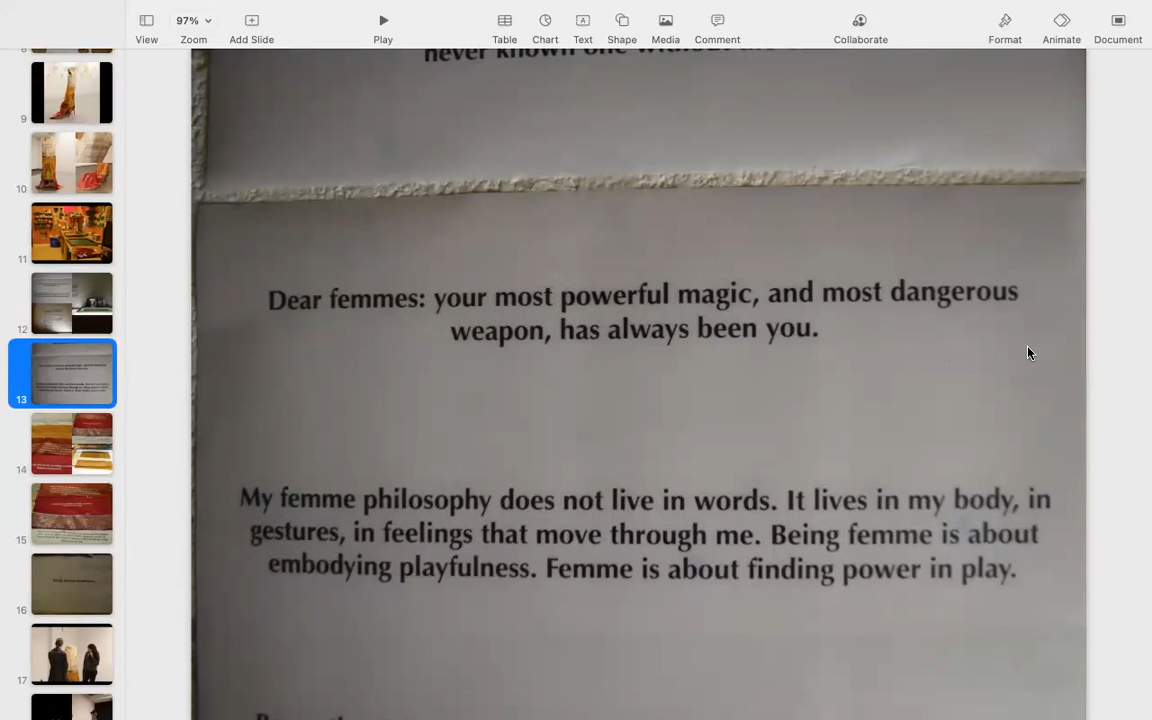 97%
View
Zoom
Add Slide
Play
Table
Chart
Text
Shape
Media
Comment
Collaborate
Format
Animate
Document
8
9
10
11
12
13
14
15
16
17
never known one without
Dear femmes: your most powerful magic, and most dangerous
weapon, has always been you.
My femme philosophy does not live in words. It lives in my body, in
gestures, in feelings that move through me. Being femme is about
embodying playfulness. Femme is about finding power in play.